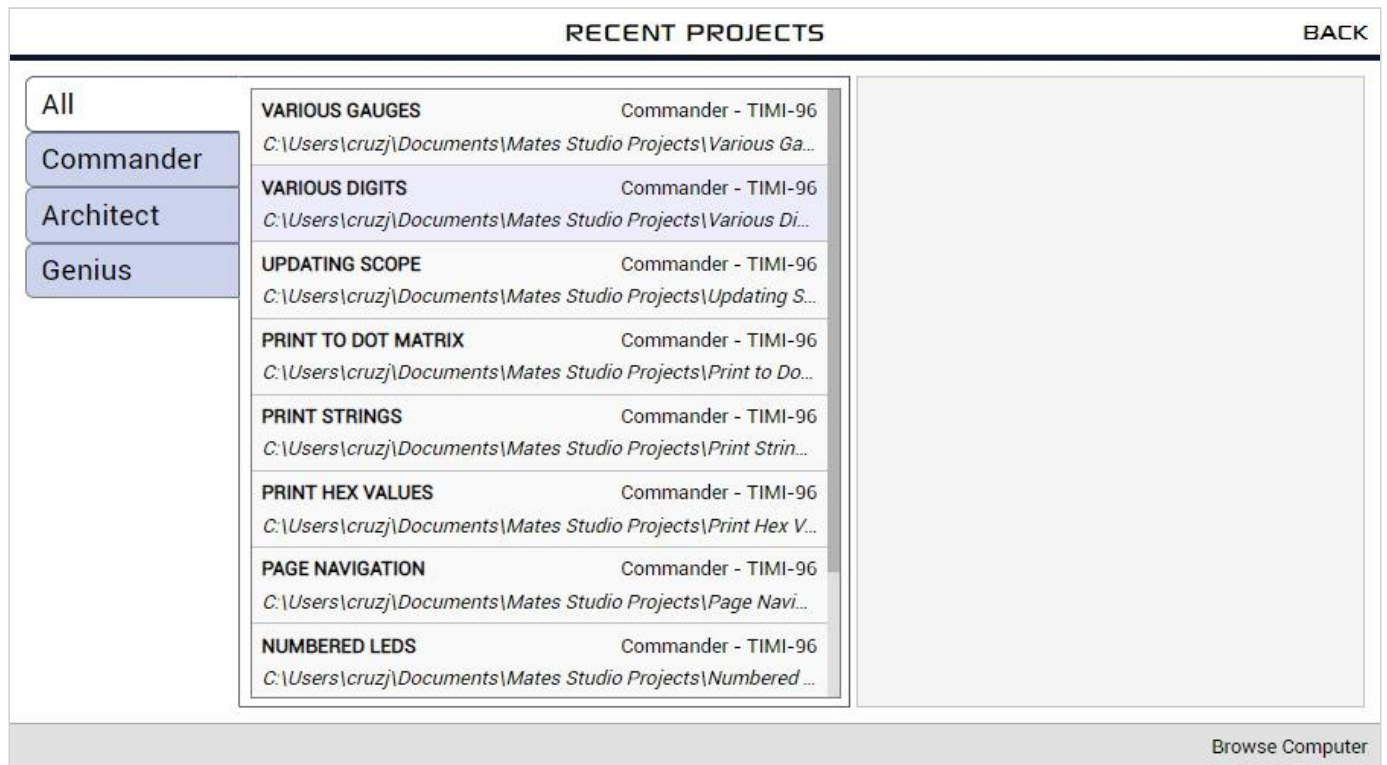 RECENT PROJECTS
BACK
All
Commander
Architect
Genius
VARIOUS GAUGES Commander - TIMI-96
C:\Users\cruzj\Documents\Mates Studio Projects\Various Ga...
VARIOUS DIGITS Commander - TIMI-96
C:\Users\cruzj\Documents\Mates Studio Projects\Various Di...
UPDATING SCOPE Commander - TIMI-96
C:\Users\cruzj\Documents\Mates Studio Projects\Updating S...
PRINT TO DOT MATRIX Commander - TIMI-96
C:\Users\cruzj\Documents\Mates Studio Projects\Print to Do...
PRINT STRINGS Commander - TIMI-96
C:\Users\cruzj\Documents\Mates Studio Projects\Print Strin...
PRINT HEX VALUES Commander - TIMI-96
C:\Users\cruzj\Documents\Mates Studio Projects\Print Hex V...
PAGE NAVIGATION Commander - TIMI-96
C:\Users\cruzj\Documents\Mates Studio Projects\Page Navi...
NUMBERED LEDS Commander - TIMI-96
C:\Users\cruzj\Documents\Mates Studio Projects\Numbered ...
Browse Computer